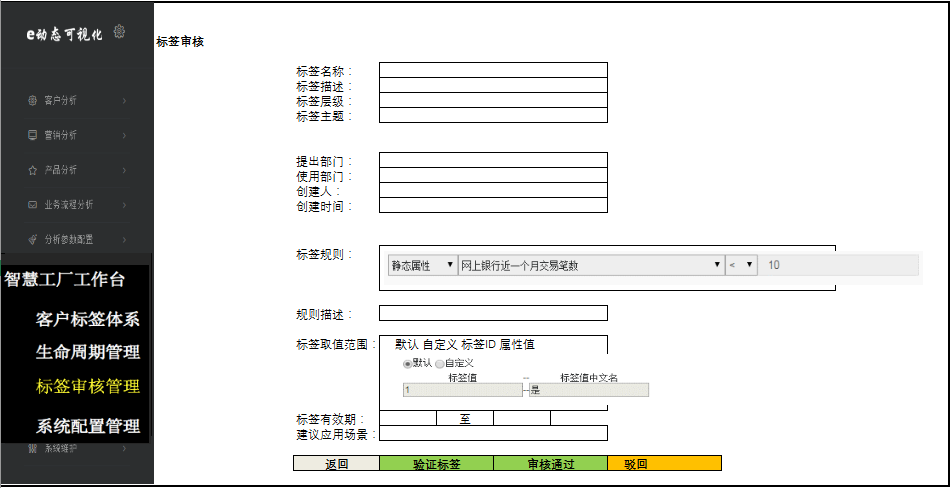 e动态可视化
标签审核
客户分析
营销分析
产品分析
业务流程分析
分析参数配置
智慧工厂工作台
客户标签体系
生命周期管理
标签审核管理
系统配置管理
系统维护
标签名称：
标签描述：
标签层级：
标签主题：
提出部门：
使用部门：
创建人：
创建时间：
标签规则： 静态属性 网上银行近一个月交易笔数 < 10
规则描述：
标签取值范围： 默认 自定义 标签ID 属性值
默认 自定义
标签值 -- 标签值中文名
1 -- 是
标签有效期： 至
建议应用场景：
返回 验证标签 审核通过 驳回